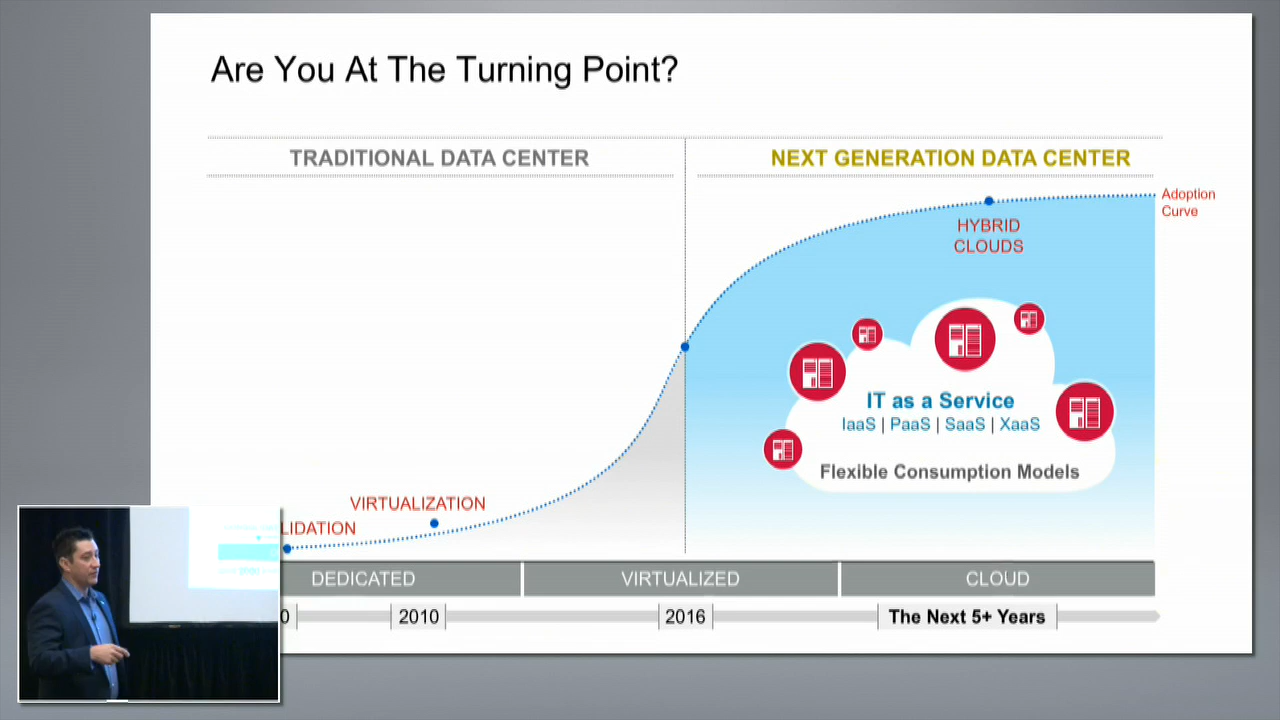 Are You At The Turning Point?
TRADITIONAL DATA CENTER
NEXT GENERATION DATA CENTER
Adoption
Curve
HYBRID
CLOUDS
IT as a Service
IaaS | PaaS | SaaS | XaaS
Flexible Consumption Models
VIRTUALIZATION
LIDATION
DEDICATED
VIRTUALIZED
CLOUD
0
2010
2016
The Next 5+ Years